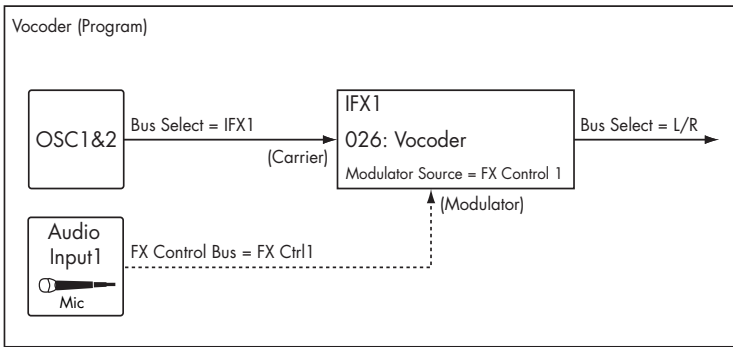 Vocoder (Program)
OSC1&2
Bus Select = IFX1
(Carrier)
IFX1
026: Vocoder
Modulator Source = FX Control 1
Bus Select = L/R
(Modulator)
Audio
Input1
Mic
FX Control Bus = FX Ctrl1